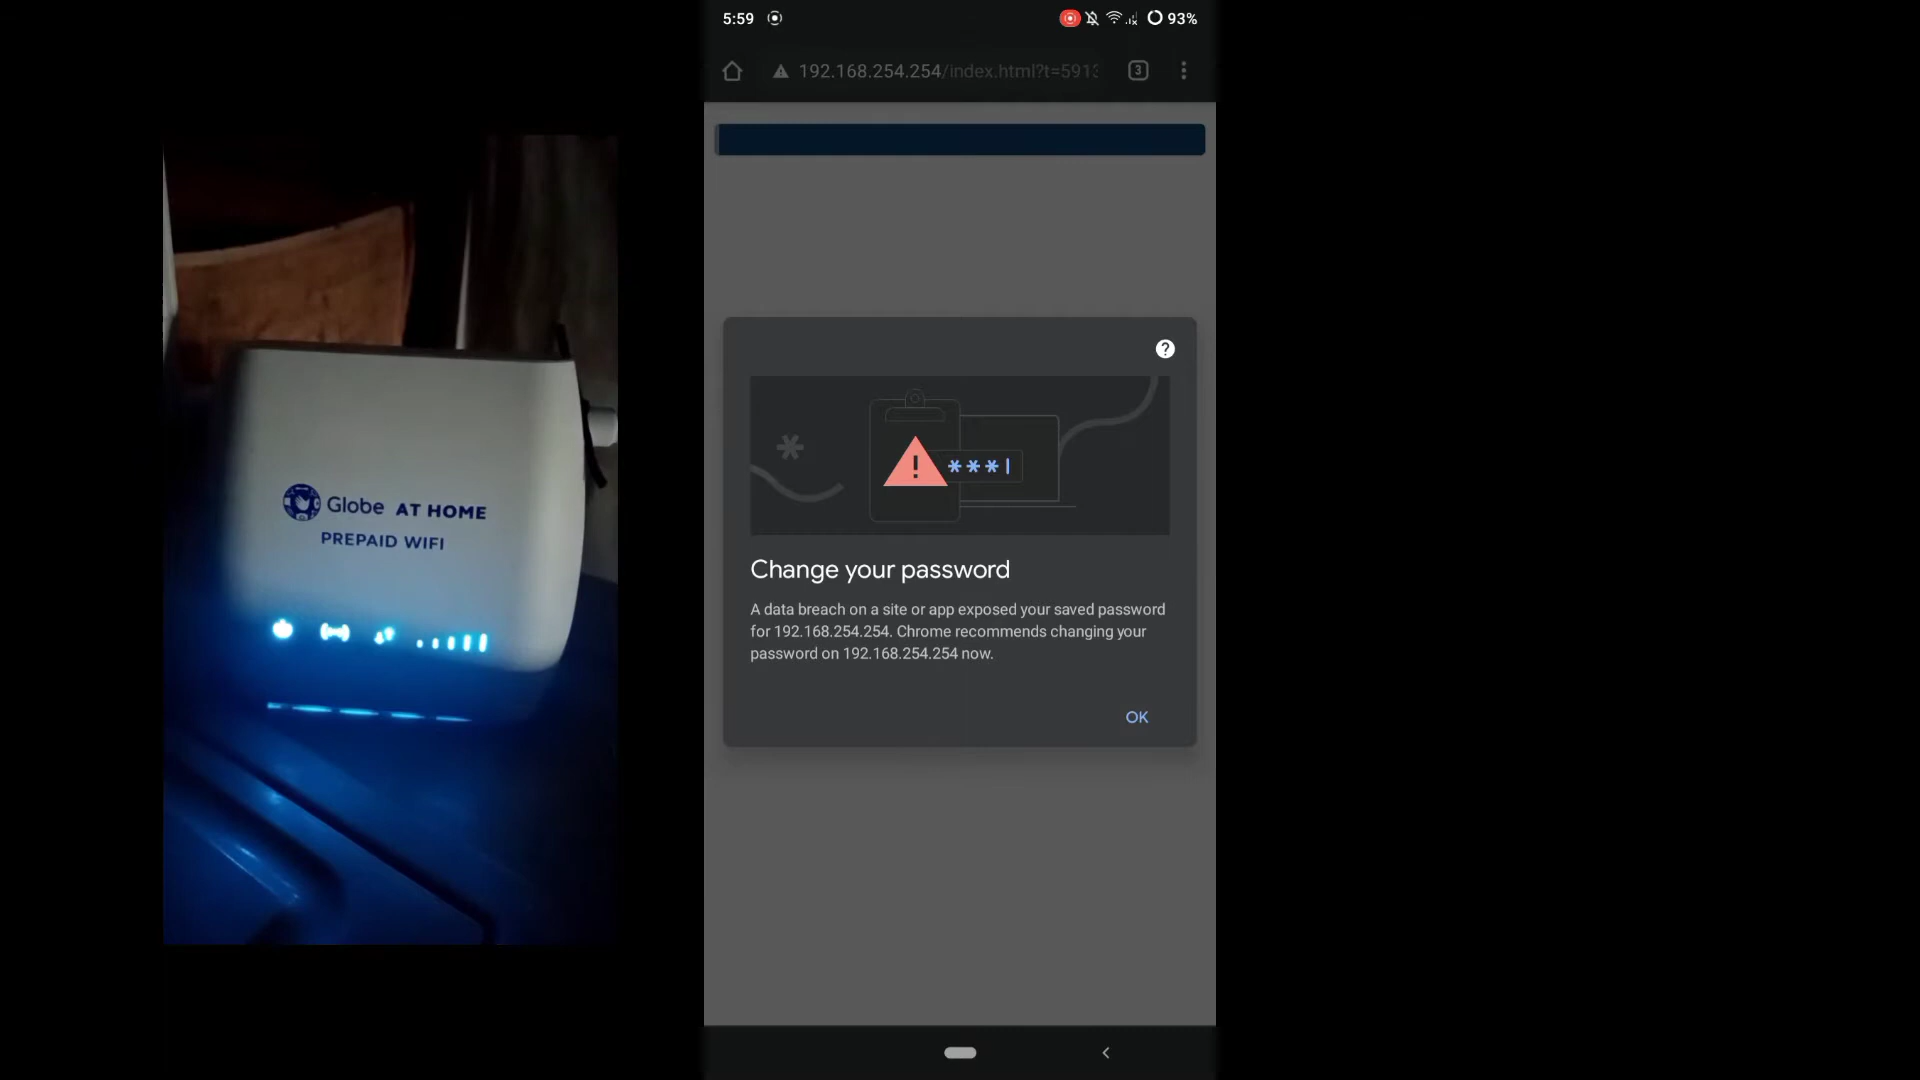 5:59
93%
192.168.254.254/index.html?t=5913
3
Globe AT HOME
PREPAID WIFI
?
!
***|
Change your password
A data breach on a site or app exposed your saved password
for 192.168.254.254. Chrome recommends changing your
password on 192.168.254.254 now.
OK